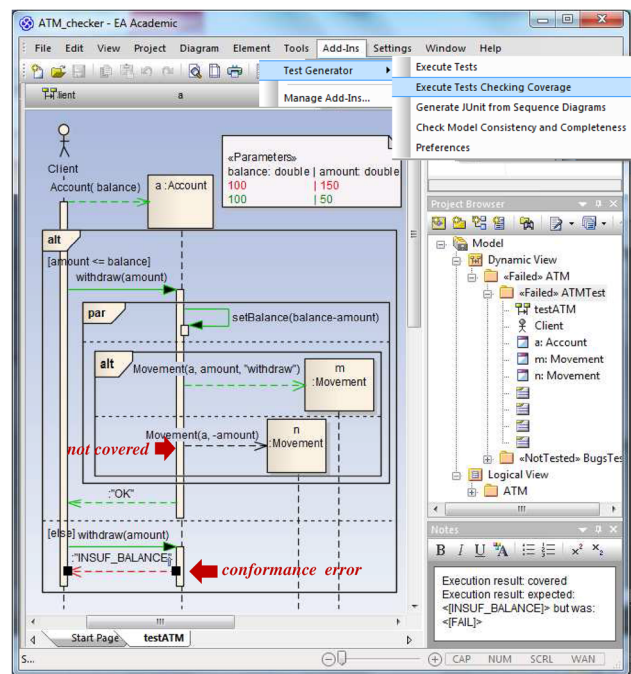 ATM_checker - EA Academic
File Edit View Project Diagram Element Tools Add-Ins Settings Window Help
Test Generator
Manage Add-Ins...
Execute Tests
Execute Tests Checking Coverage
Generate JUnit from Sequence Diagrams
Check Model Consistency and Completeness
Preferences
lient
a
Client
Account( balance)
a :Account
«Parameters»
balance: double | amount: double
100 | 150
100 | 50
alt
[amount <= balance]
withdraw(amount)
par
setBalance(balance-amount)
alt
Movement(a, amount, "withdraw")
m
:Movement
Movement(a, -amount)
n
:Movement
not covered
:"OK"
[else]
withdraw(amount)
:"INSUF_BALANCE"
conformance error
Start Page
testATM
Project Browser
Model
Dynamic View
«Failed» ATM
«Failed» ATMTest
testATM
Client
a: Account
m: Movement
n: Movement
«NotTested» BugsTes
Logical View
ATM
Notes
B I U A x² x₂
Execution result: covered
Execution result: expected:
<[INSUF_BALANCE]> but was:
<[FAIL]>
S...
CAP NUM SCRL WAN